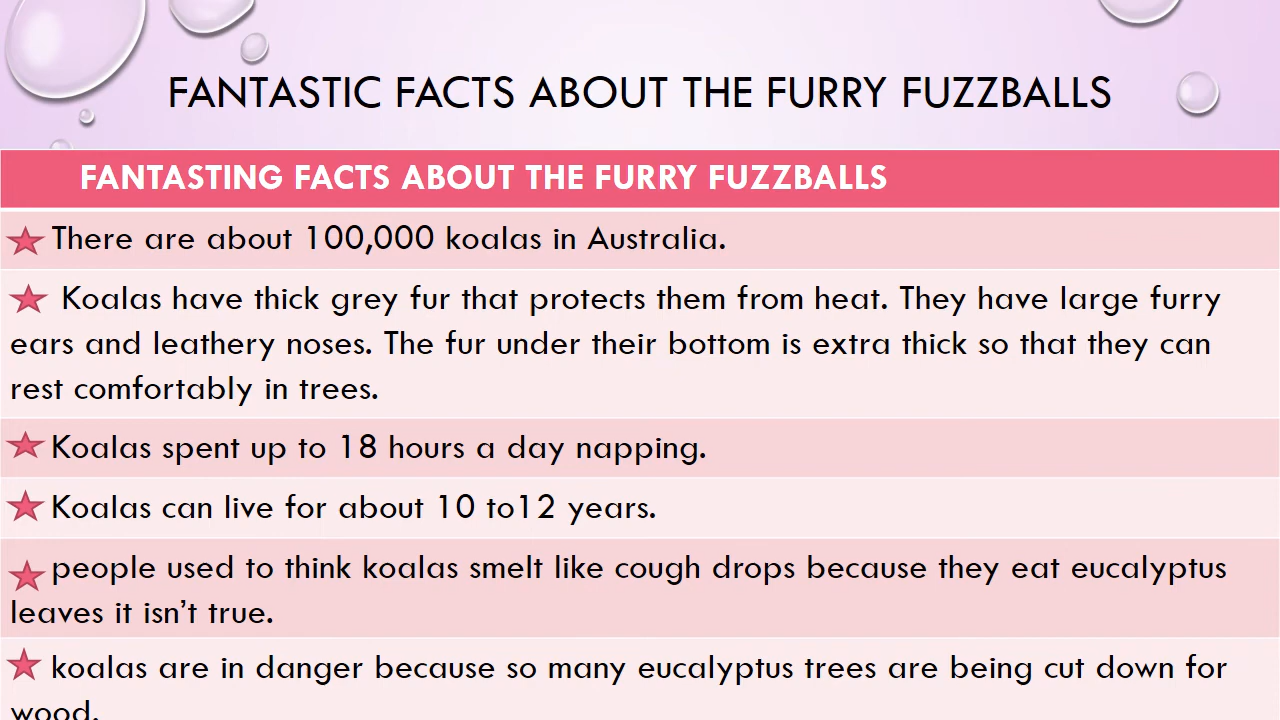 FANTASTIC FACTS ABOUT THE FURRY FUZZBALLS
FANTASTING FACTS ABOUT THE FURRY FUZZBALLS
There are about 100,000 koalas in Australia.
Koalas have thick grey fur that protects them from heat. They have large furry
ears and leathery noses. The fur under their bottom is extra thick so that they can
rest comfortably in trees.
Koalas spent up to 18 hours a day napping.
Koalas can live for about 10 to12 years.
people used to think koalas smelt like cough drops because they eat eucalyptus
leaves it isn’t true.
koalas are in danger because so many eucalyptus trees are being cut down for
wood.